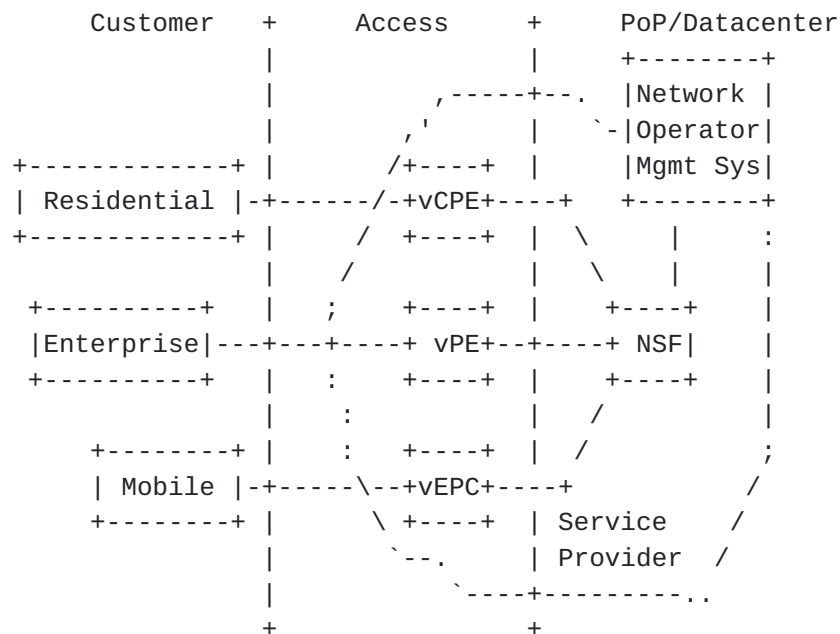 Customer Access PoP/Datacenter
Network
Operator
Mgmt Sys
Residential vCPE
Enterprise vPE NSF
Mobile vEPC
Service
Provider